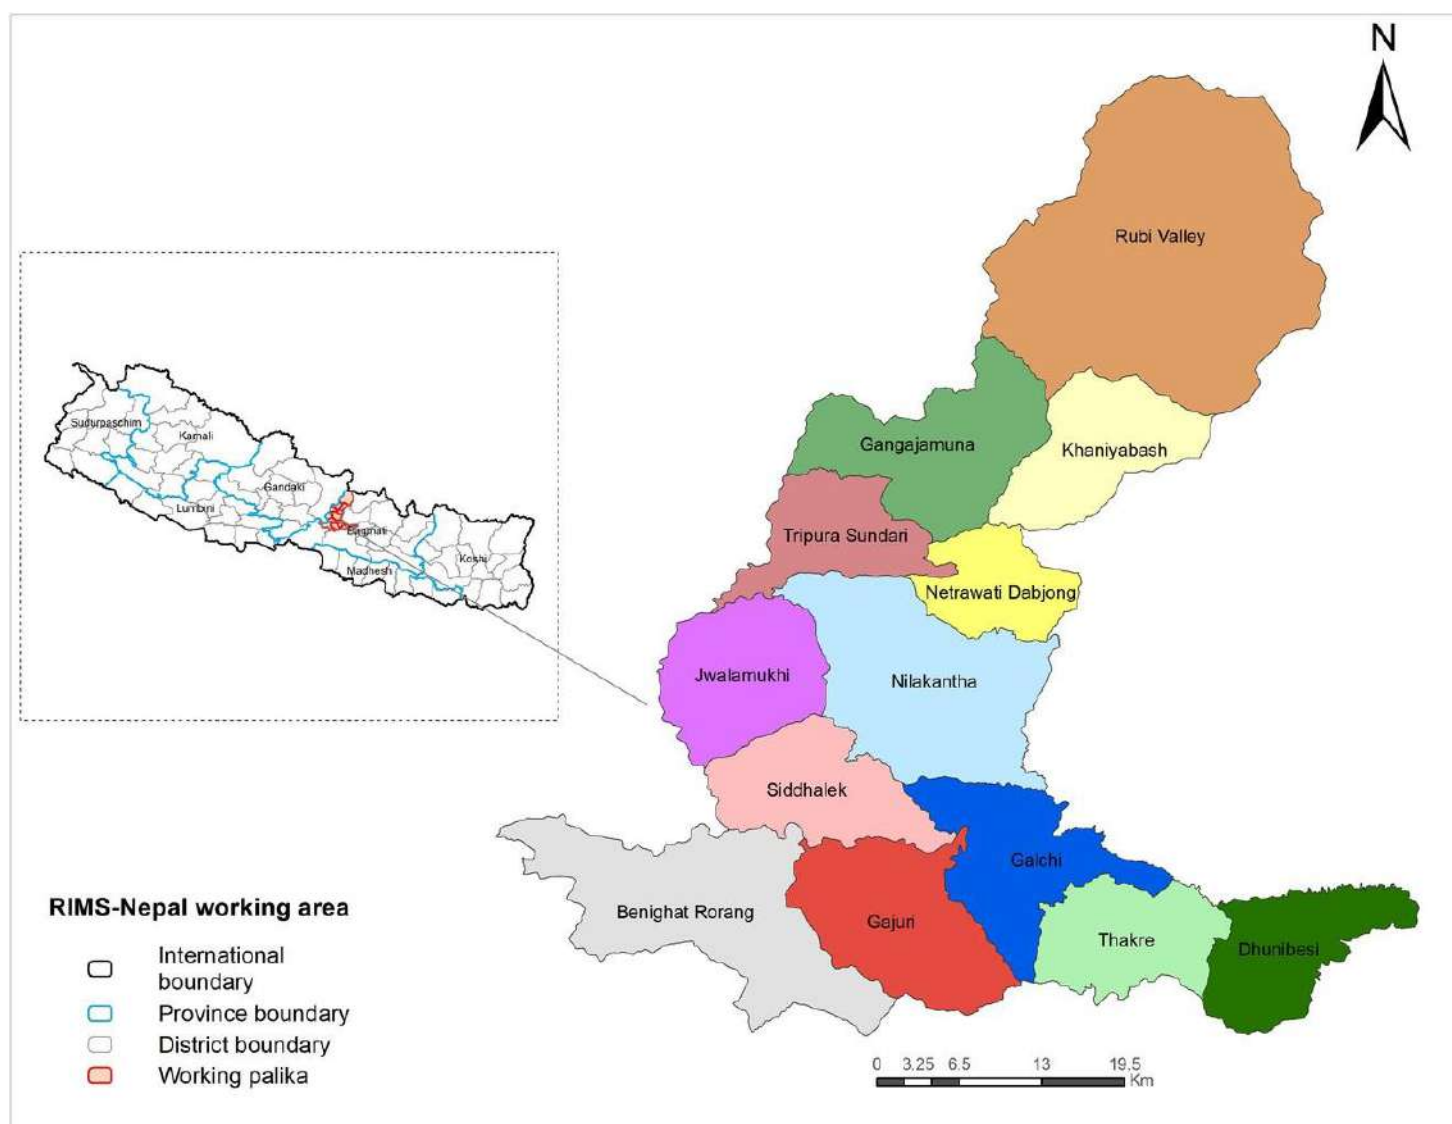 N
Rubi Valley
Gangajamuna
Khaniyabash
Tripura Sundari
Netrawati Dabjong
Jwalamukhi
Nilakantha
Siddhalek
Galchi
Benighat Rorang
Gajuri
Thakre
Dhunibesi
Sudurpaschim
Karnali
Gandaki
Lumbini
Bagmati
Koshi
Madhesh
RIMS-Nepal working area
International
boundary
Province boundary
District boundary
Working palika
0 3.25 6.5 13 19.5
Km